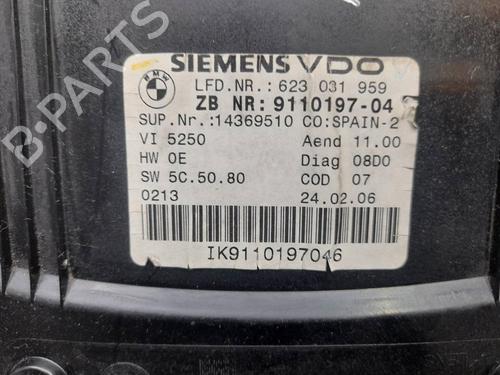 SIEMENS VDO
BMW
LFD.NR.: 623 031 959
ZB NR: 9110197-04
SUP.Nr.:14369510 CO:SPAIN-2
VI 5250 Aend 11.00
HW 0E Diag 08D0
SW 5C.50.80 COD 07
0213 24.02.06
IK9110197046
B-PARTS